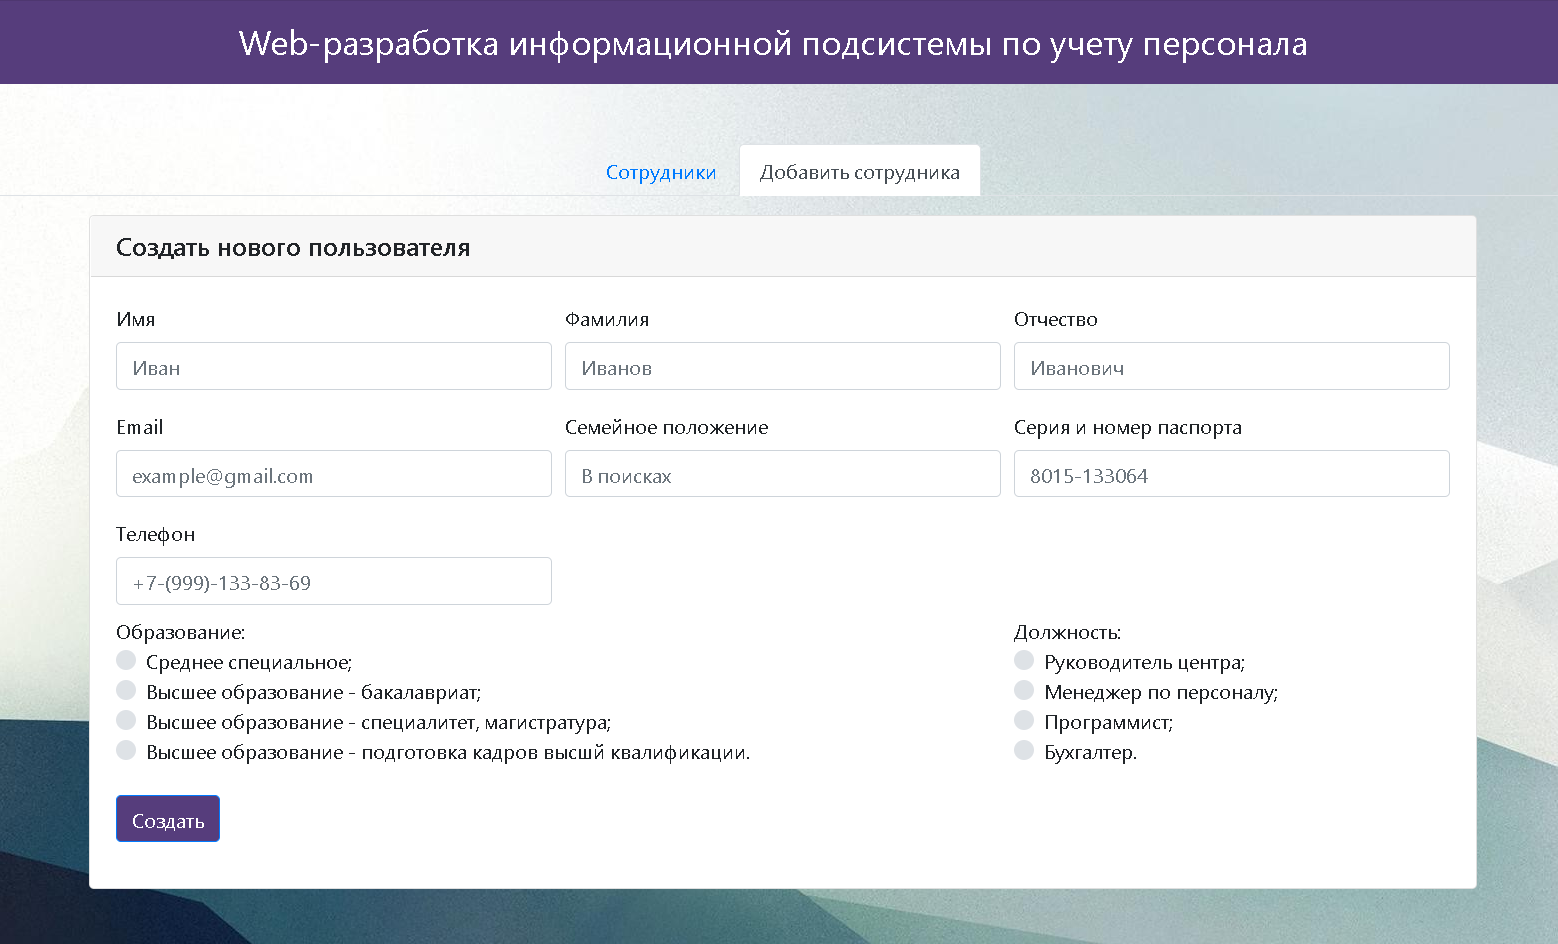 Web-разработка информационной подсистемы по учету персонала
Сотрудники
Добавить сотрудника
Создать нового пользователя
Имя
Фамилия
Отчество
Иван
Иванов
Иванович
Email
Семейное положение
Серия и номер паспорта
example@gmail.com
В поисках
8015-133064
Телефон
+7-(999)-133-83-69
Образование:
Среднее специальное;
Высшее образование - бакалавриат;
Высшее образование - специалитет, магистратура;
Высшее образование - подготовка кадров высшй квалификации.
Должность:
Руководитель центра;
Менеджер по персоналу;
Программист;
Бухгалтер.
Создать